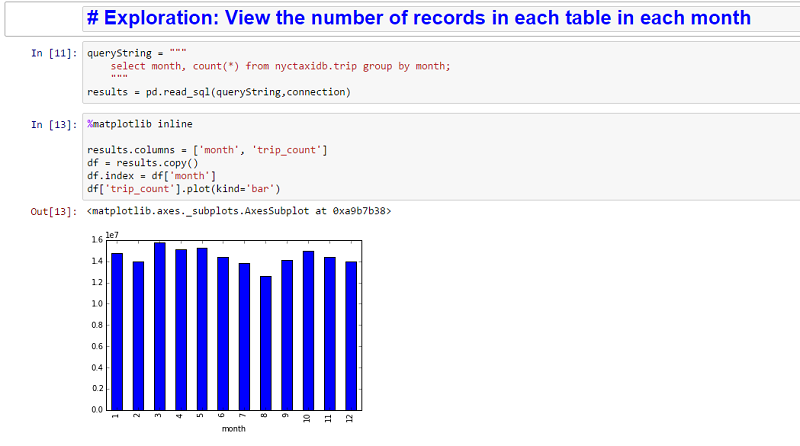 # Exploration: View the number of records in each table in each month
In [11]: queryString = """
select month, count(*) from nyctaxidb.trip group by month;
"""
results = pd.read_sql(queryString,connection)
In [13]: %matplotlib inline
results.columns = ['month', 'trip_count']
df = results.copy()
df.index = df['month']
df['trip_count'].plot(kind='bar')
Out[13]: <matplotlib.axes._subplots.AxesSubplot at 0xa9b7b38>
1e7
1.6
1.4
1.2
1.0
0.8
0.6
0.4
0.2
0.0
1 2 3 4 5 6 7 8 9 10 11 12
month